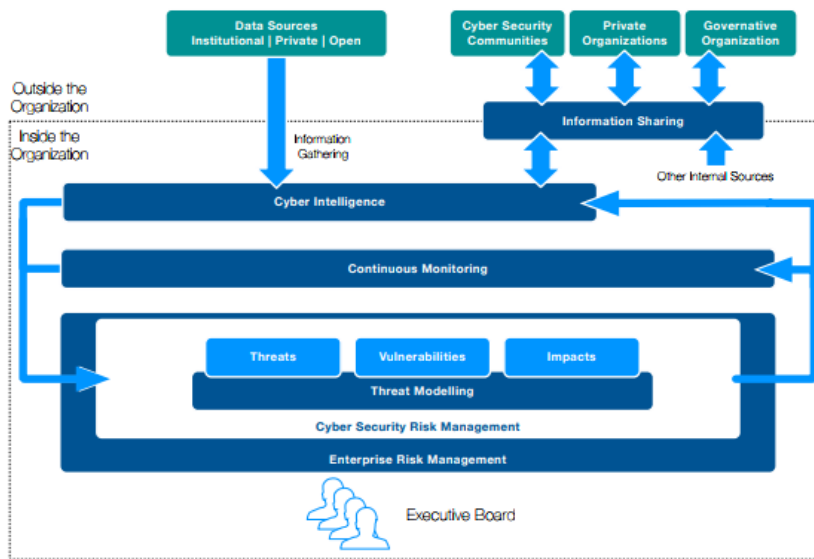 Data Sources
Institutional | Private | Open
Cyber Security
Communities
Private
Organizations
Governative
Organization
Outside the
Organization
Information Sharing
Inside the
Organization
Information
Gathering
Other Internal Sources
Cyber Intelligence
Continuous Monitoring
Threats
Vulnerabilities
Impacts
Threat Modelling
Cyber Security Risk Management
Enterprise Risk Management
Executive Board